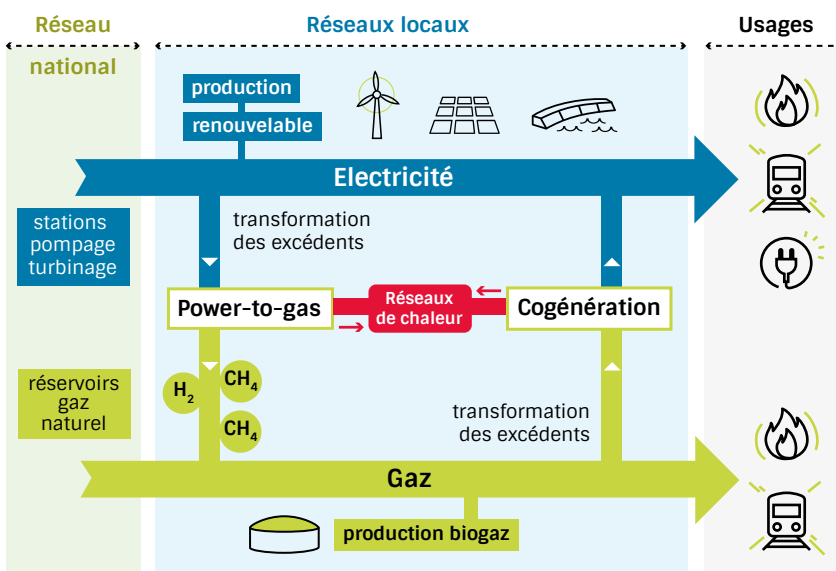 Réseau
national
Réseaux locaux
Usages
production
renouvelable
Electricité
stations
pompage
turbinage
transformation
des excédents
Power-to-gas
Réseaux
de chaleur
Cogénération
réservoirs
gaz
naturel
H₂
CH₄
CH₄
transformation
des excédents
Gaz
production biogaz